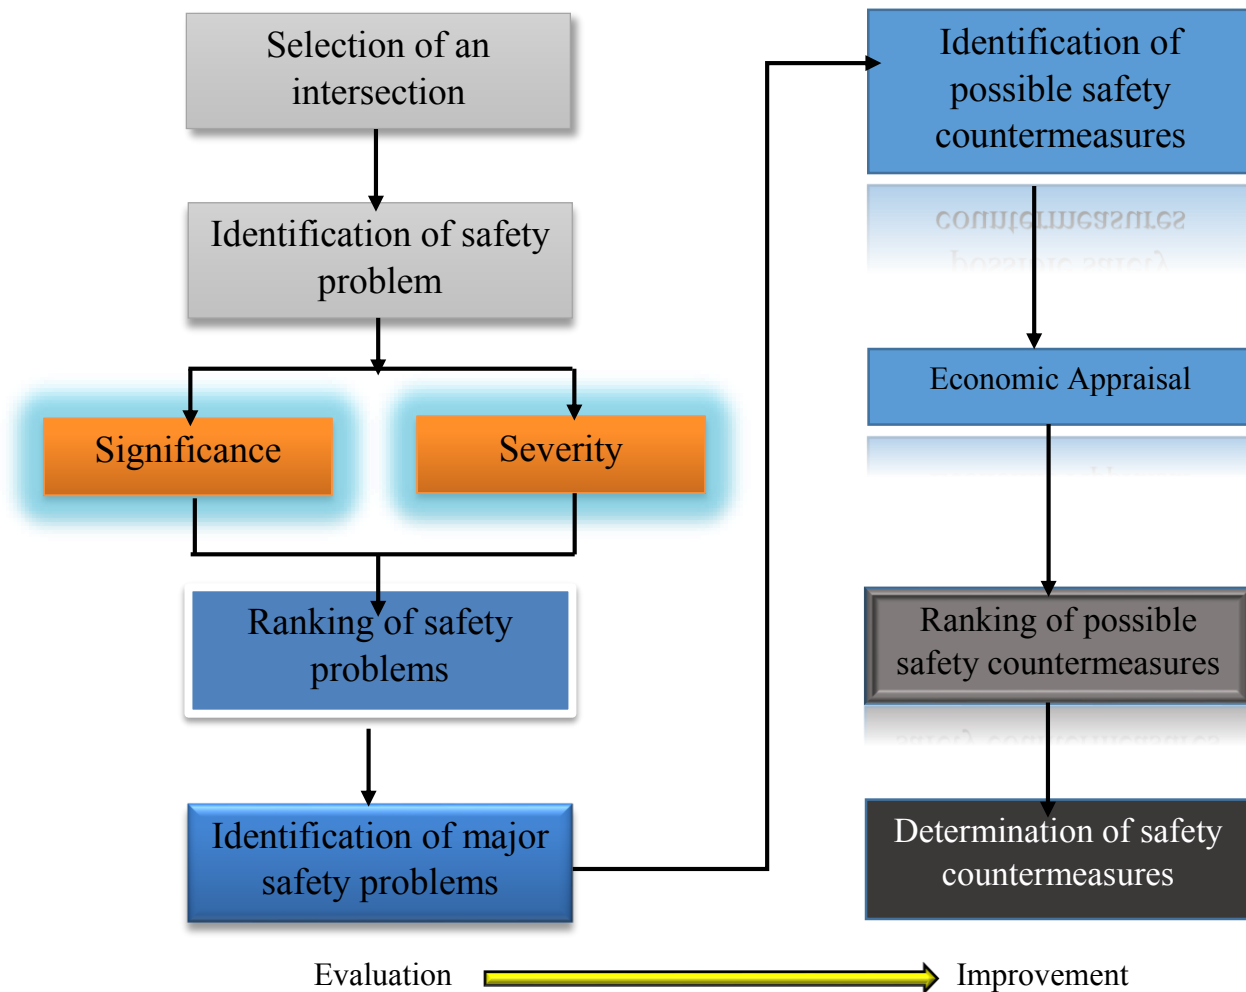 Selection of an
intersection
Identification of safety
problem
Significance
Severity
Ranking of safety
problems
Identification of major
safety problems
Identification of
possible safety
countermeasures
Economic Appraisal
Ranking of possible
safety countermeasures
Determination of safety
countermeasures
Evaluation
Improvement